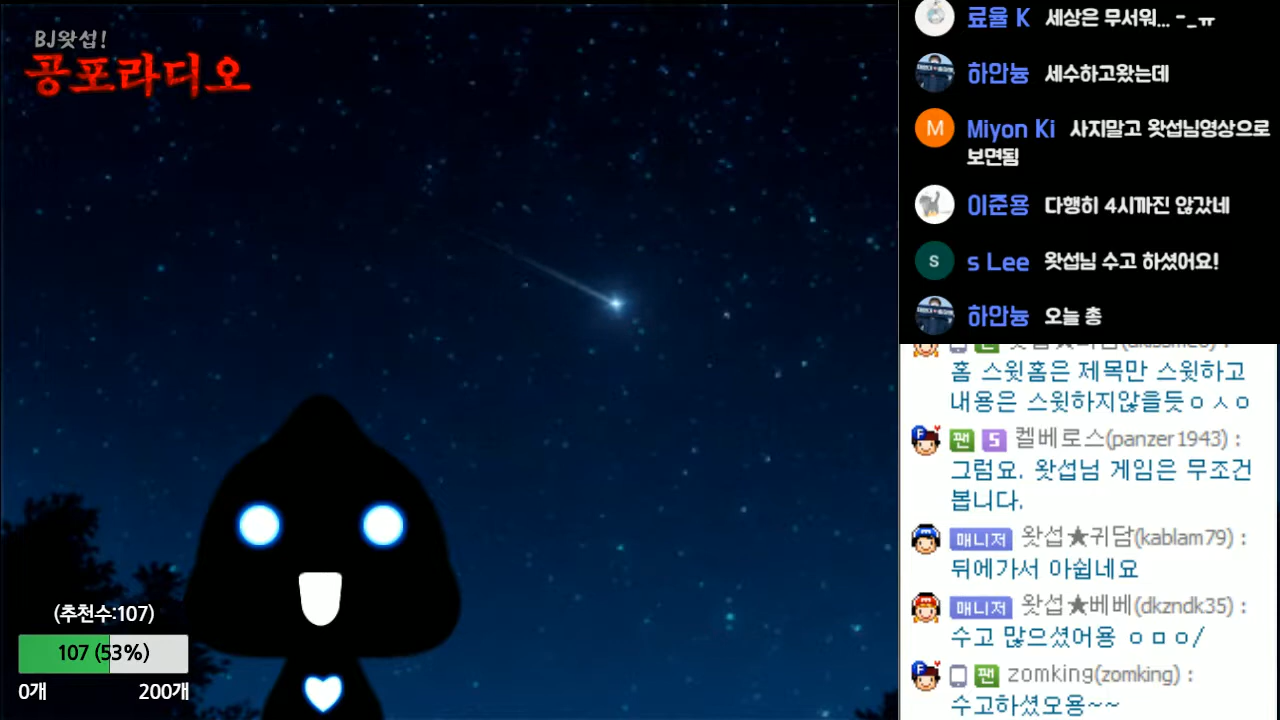 BJ왓섭!
공포라디오
(추천수:107)
107 (53%)
0개 200개
료율 K 세상은 무서워... -_ㅠ
하안늉 세수하고왔는데
M
Miyon Ki 사지말고 왓섭님영상으로
보면됨
이준용 다행히 4시까진 않갔네
s
s Lee 왓섭님 수고 하셨어요!
하안늉 오늘 총
홈 스윗홈은 제목만 스윗하고
내용은 스윗하지않을듯ㅇㅅㅇ
팬 S 켈베로스(panzer1943) :
그럼요. 왓섭님 게임은 무조건
봅니다.
매니저 왓섭★귀담(kablam79) :
뒤에가서 아쉽네요
매니저 왓섭★베베(dkzndk35) :
수고 많으셨어용 ㅇㅁㅇ/
팬 zomking(zomking) :
수고하셨오용~~